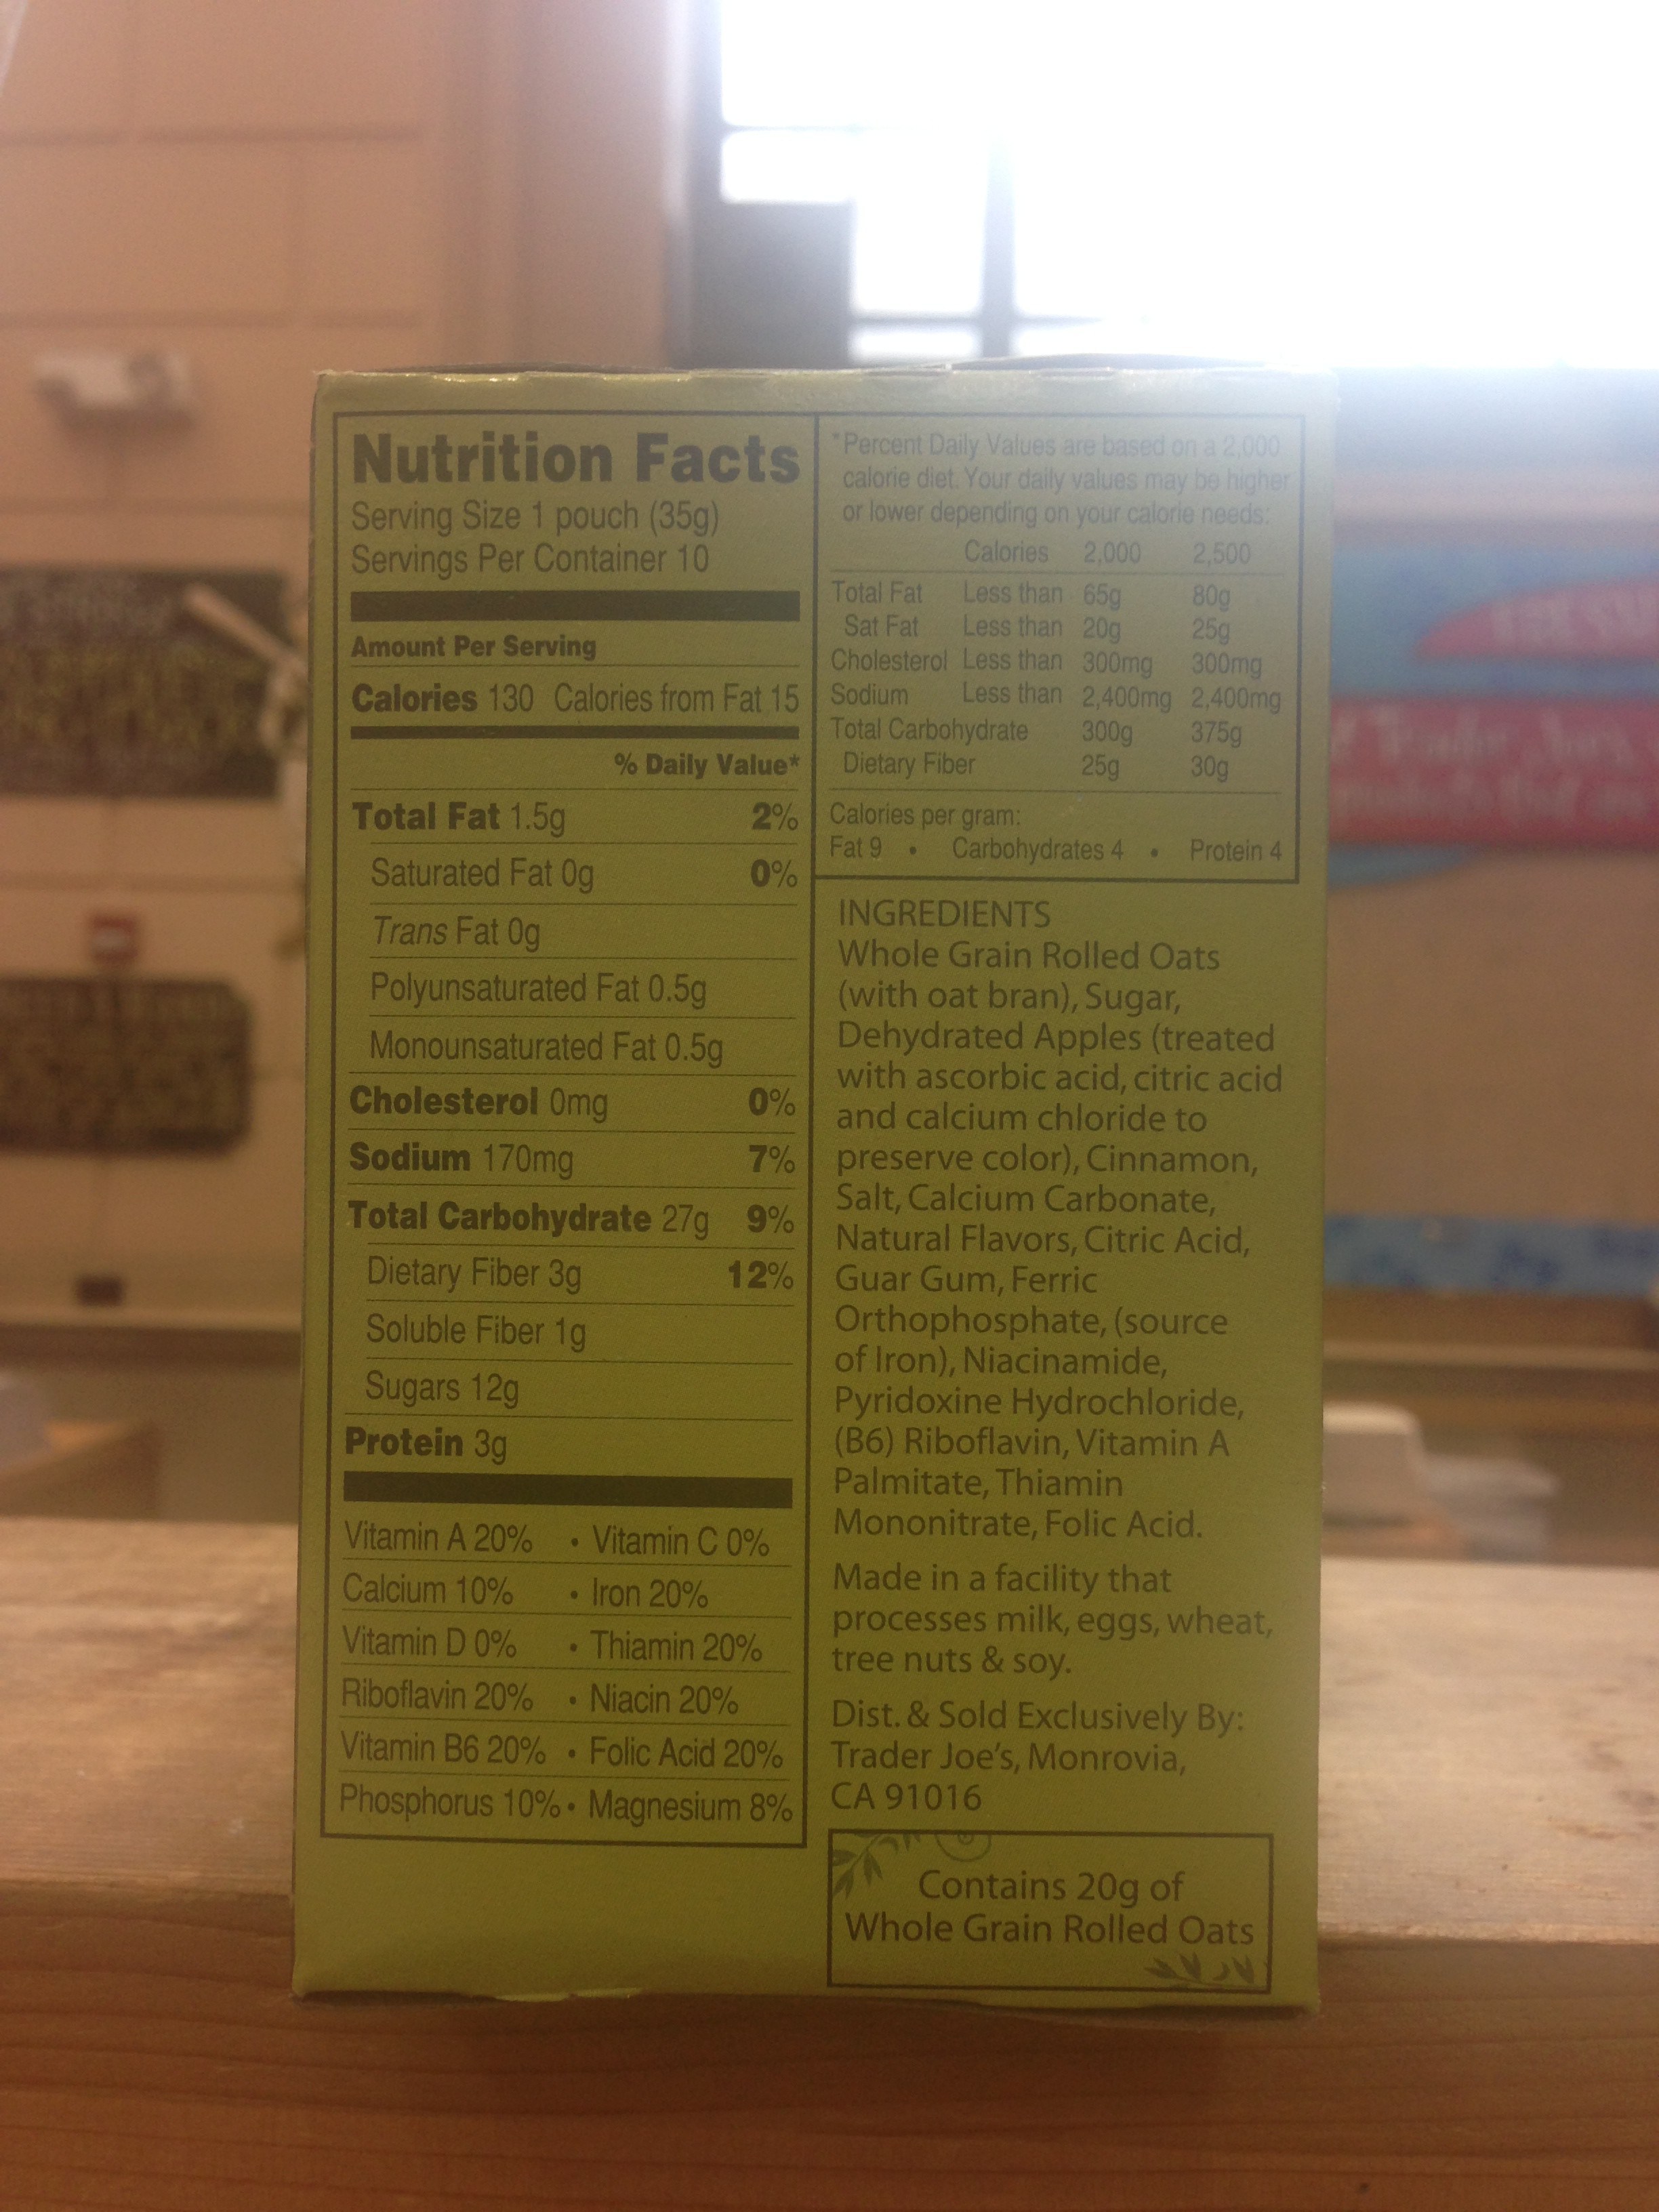 Nutrition Facts
Serving Size 1 pouch (35g)
Servings Per Container 10
Amount Per Serving
Calories 130 Calories from Fat 15
% Daily Value*
Total Fat 1.5g 2%
Saturated Fat 0g 0%
Trans Fat 0g
Polyunsaturated Fat 0.5g
Monounsaturated Fat 0.5g
Cholesterol 0mg 0%
Sodium 170mg 7%
Total Carbohydrate 27g 9%
Dietary Fiber 3g 12%
Soluble Fiber 1g
Sugars 12g
Protein 3g
Vitamin A 20% • Vitamin C 0%
Calcium 10% • Iron 20%
Vitamin D 0% • Thiamin 20%
Riboflavin 20% • Niacin 20%
Vitamin B6 20% • Folic Acid 20%
Phosphorus 10% • Magnesium 8%
*Percent Daily Values are based on a 2,000
calorie diet. Your daily values may be higher
or lower depending on your calorie needs:
Calories 2,000 2,500
Total Fat Less than 65g 80g
Sat Fat Less than 20g 25g
Cholesterol Less than 300mg 300mg
Sodium Less than 2,400mg 2,400mg
Total Carbohydrate 300g 375g
Dietary Fiber 25g 30g
Calories per gram:
Fat 9 • Carbohydrates 4 • Protein 4
INGREDIENTS
Whole Grain Rolled Oats
(with oat bran), Sugar,
Dehydrated Apples (treated
with ascorbic acid, citric acid
and calcium chloride to
preserve color), Cinnamon,
Salt, Calcium Carbonate,
Natural Flavors, Citric Acid,
Guar Gum, Ferric
Orthophosphate, (source
of Iron), Niacinamide,
Pyridoxine Hydrochloride,
(B6) Riboflavin, Vitamin A
Palmitate, Thiamin
Mononitrate, Folic Acid.
Made in a facility that
processes milk, eggs, wheat,
tree nuts & soy.
Dist. & Sold Exclusively By:
Trader Joe's, Monrovia,
CA 91016
Contains 20g of
Whole Grain Rolled Oats